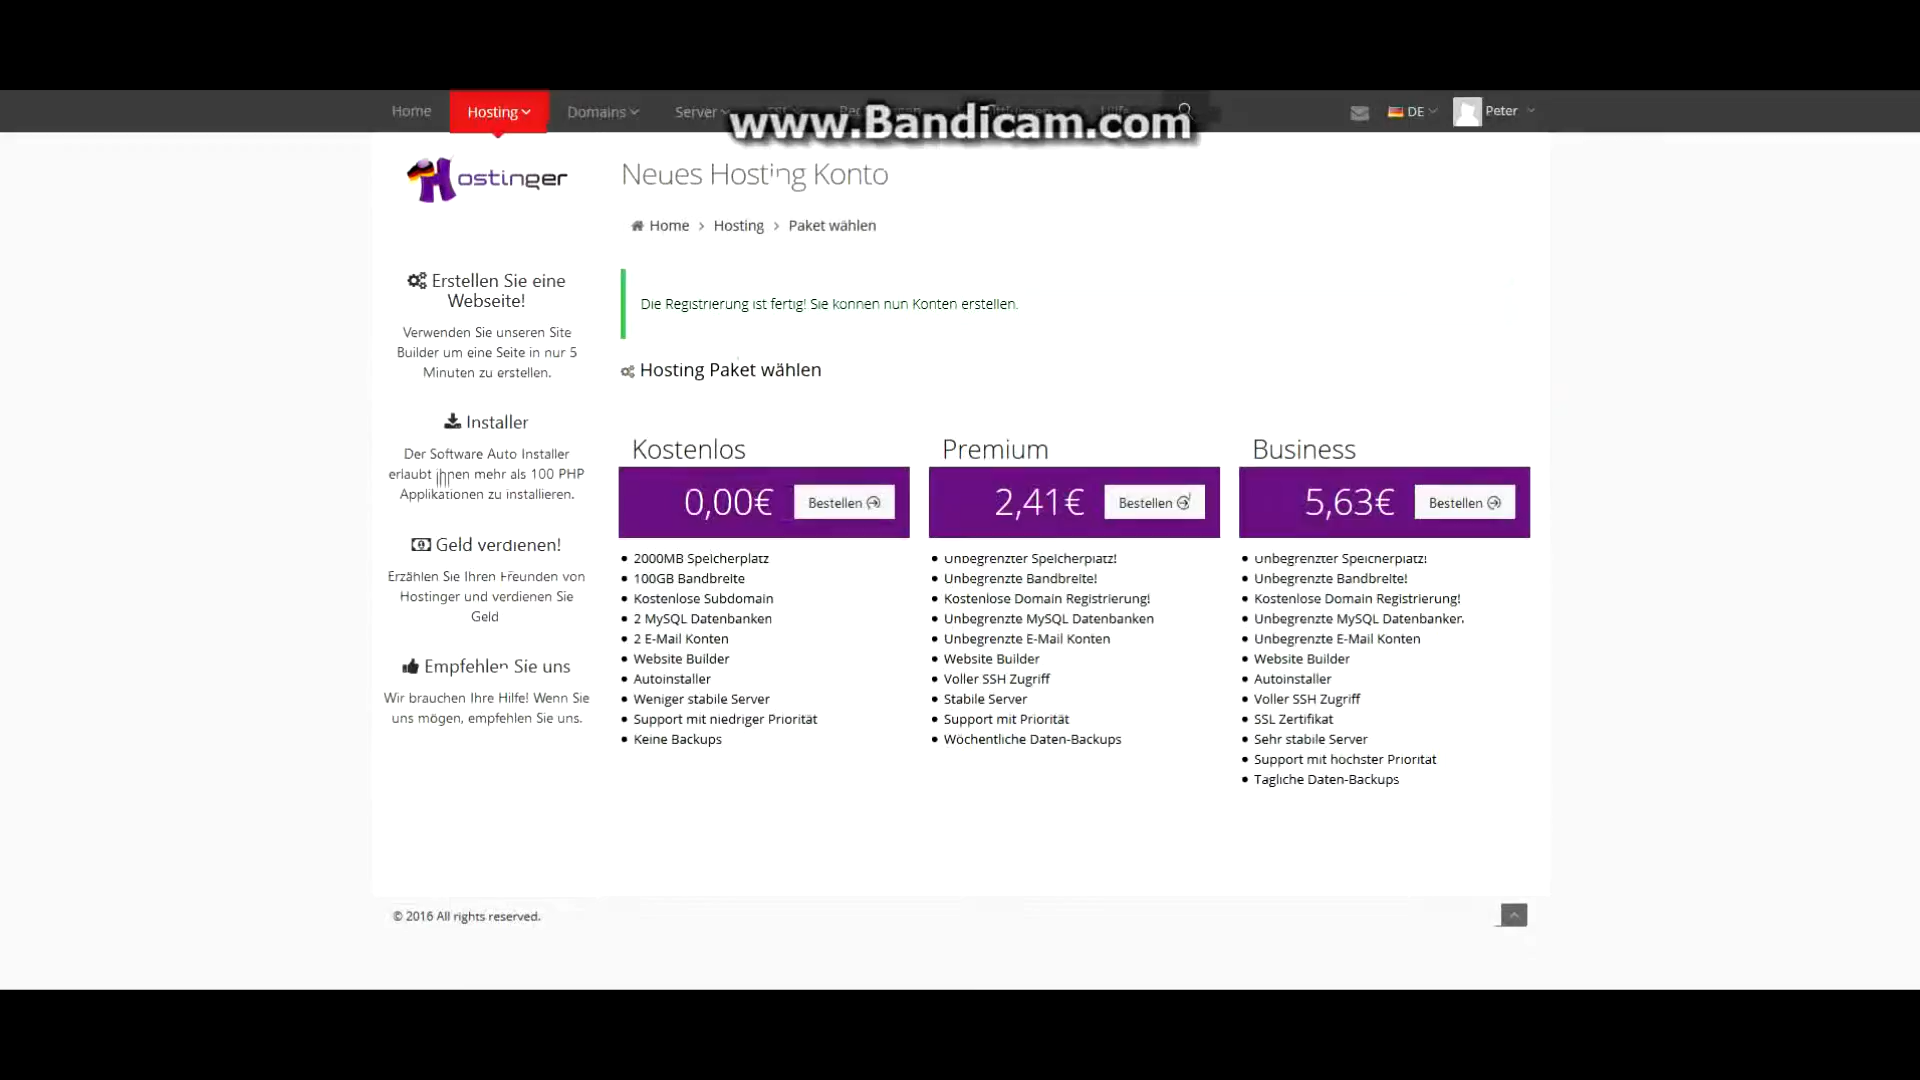 Home Hosting Domains Server
www.Bandicam.com
DE Peter
Hostinger
Neues Hosting Konto
Home > Hosting > Paket wählen
Erstellen Sie eine
Webseite!
Verwenden Sie unseren Site
Builder um eine Seite in nur 5
Minuten zu erstellen.
Installer
Der Software Auto Installer
erlaubt ihnen mehr als 100 PHP
Applikationen zu installieren.
Geld verdienen!
Erzählen Sie Ihren Freunden von
Hostinger und verdienen Sie
Geld
Empfehlen Sie uns
Wir brauchen Ihre Hilfe! Wenn Sie
uns mögen, empfehlen Sie uns.
Die Registrierung ist fertig! Sie können nun Konten erstellen.
Hosting Paket wählen
Kostenlos
0,00€ Bestellen
2000MB Speicherplatz
100GB Bandbreite
Kostenlose Subdomain
2 MySQL Datenbanken
2 E-Mail Konten
Website Builder
Autoinstaller
Weniger stabile Server
Support mit niedriger Priorität
Keine Backups
Premium
2,41€ Bestellen
Unbegrenzter Speicherplatz!
Unbegrenzte Bandbreite!
Kostenlose Domain Registrierung!
Unbegrenzte MySQL Datenbanken
Unbegrenzte E-Mail Konten
Website Builder
Voller SSH Zugriff
Stabile Server
Support mit Priorität
Wöchentliche Daten-Backups
Business
5,63€ Bestellen
Unbegrenzter Speicherplatz!
Unbegrenzte Bandbreite!
Kostenlose Domain Registrierung!
Unbegrenzte MySQL Datenbanken
Unbegrenzte E-Mail Konten
Website Builder
Autoinstaller
Voller SSH Zugriff
SSL Zertifikat
Sehr stabile Server
Support mit höchster Priorität
Tägliche Daten-Backups
© 2016 All rights reserved.